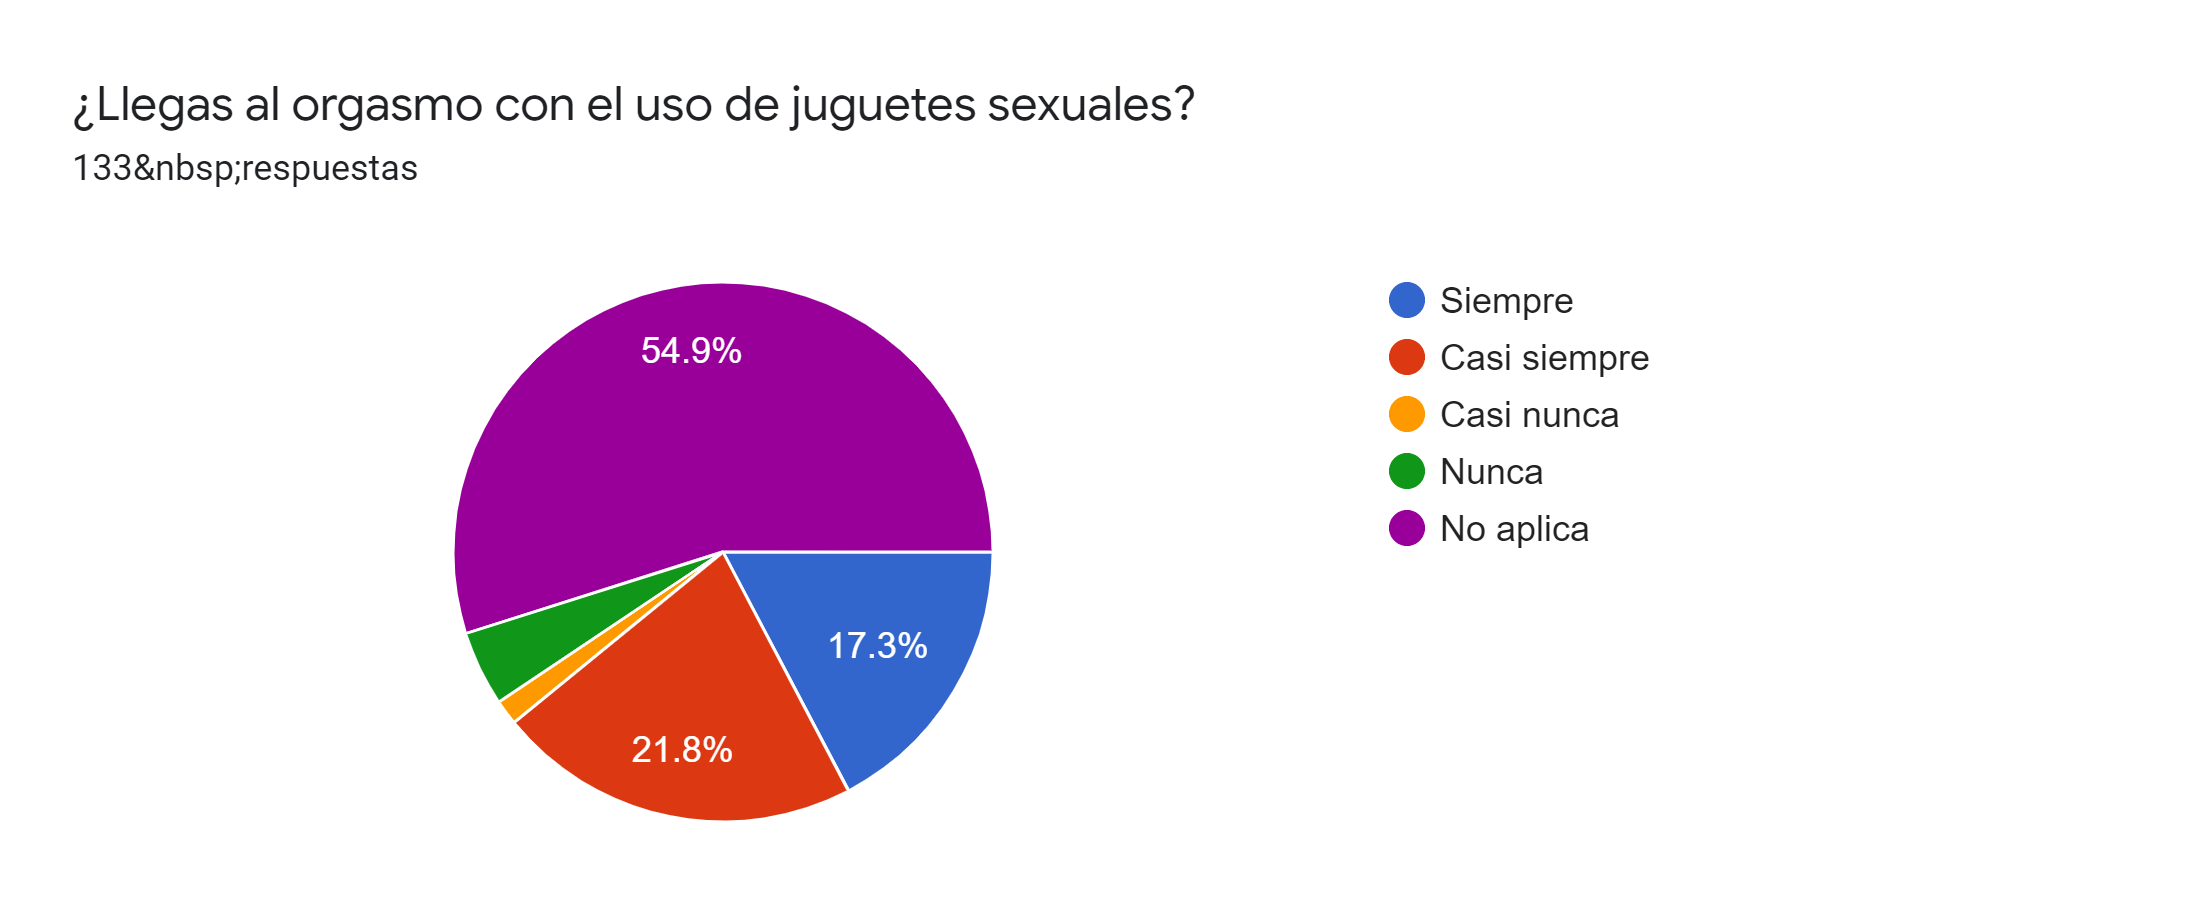 ¿Llegas al orgasmo con el uso de juguetes sexuales?
133&nbsp;respuestas
54.9%
17.3%
21.8%
Siempre
Casi siempre
Casi nunca
Nunca
No aplica